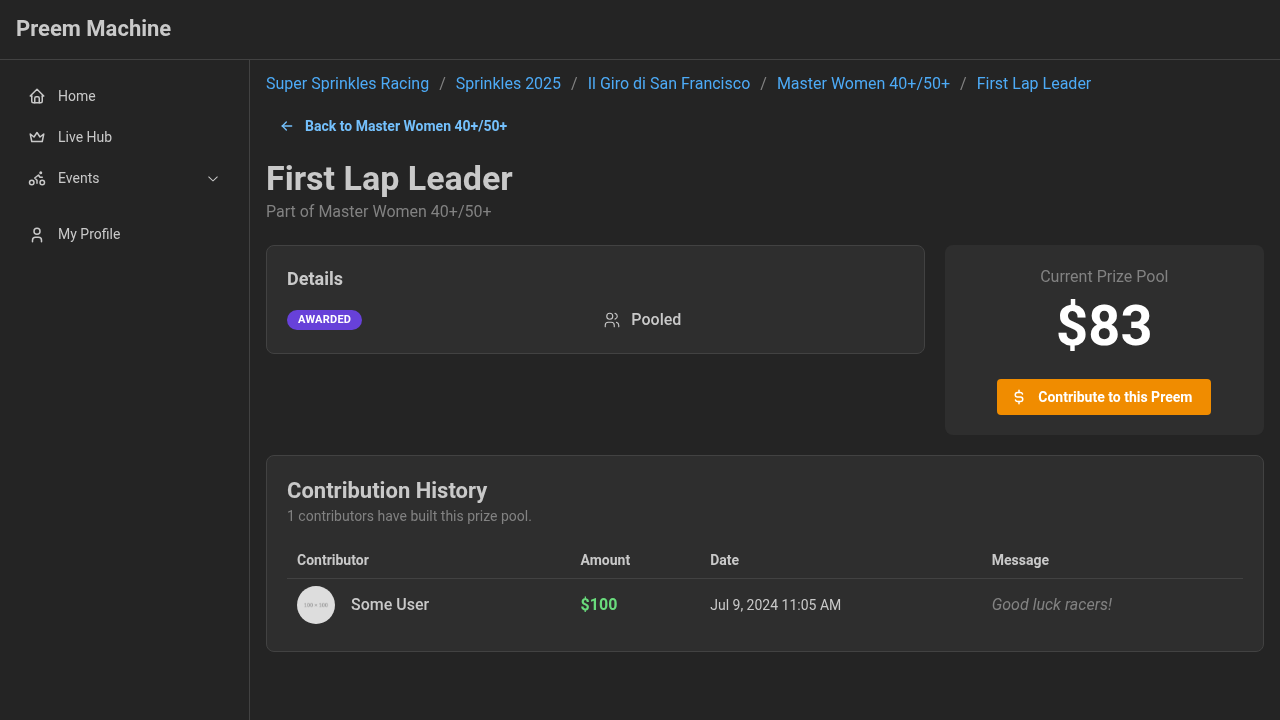 Preem Machine
Home
Live Hub
Events
My Profile
Super Sprinkles Racing / Sprinkles 2025 / Il Giro di San Francisco / Master Women 40+/50+ / First Lap Leader
Back to Master Women 40+/50+
First Lap Leader
Part of Master Women 40+/50+
Details
AWARDED
Pooled
Current Prize Pool
$83
$ Contribute to this Preem
Contribution History
1 contributors have built this prize pool.
Contributor Amount Date Message
100 × 100 Some User $100 Jul 9, 2024 11:05 AM Good luck racers!